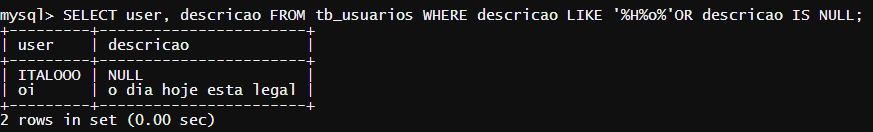 mysql> SELECT user, descricao FROM tb_usuarios WHERE descricao LIKE '%H%o%'OR descricao IS NULL;
+---------+-----------------------+
| user    | descricao             |
+---------+-----------------------+
| ITALOOO | NULL                  |
| oi      | o dia hoje esta legal |
+---------+-----------------------+
2 rows in set (0.00 sec)